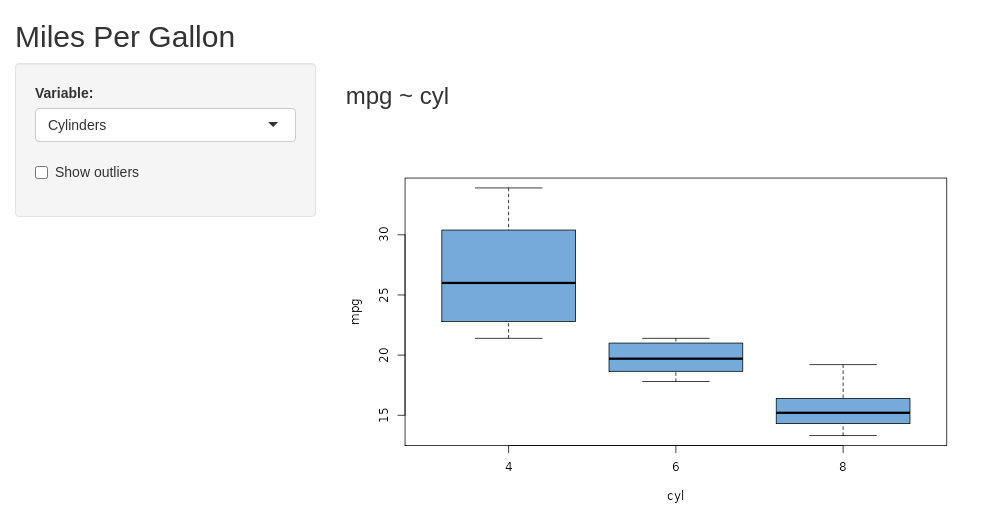 Miles Per Gallon
Variable:
Cylinders
Show outliers
mpg ~ cyl
30
25
20
15
mpg
4 6 8
cyl